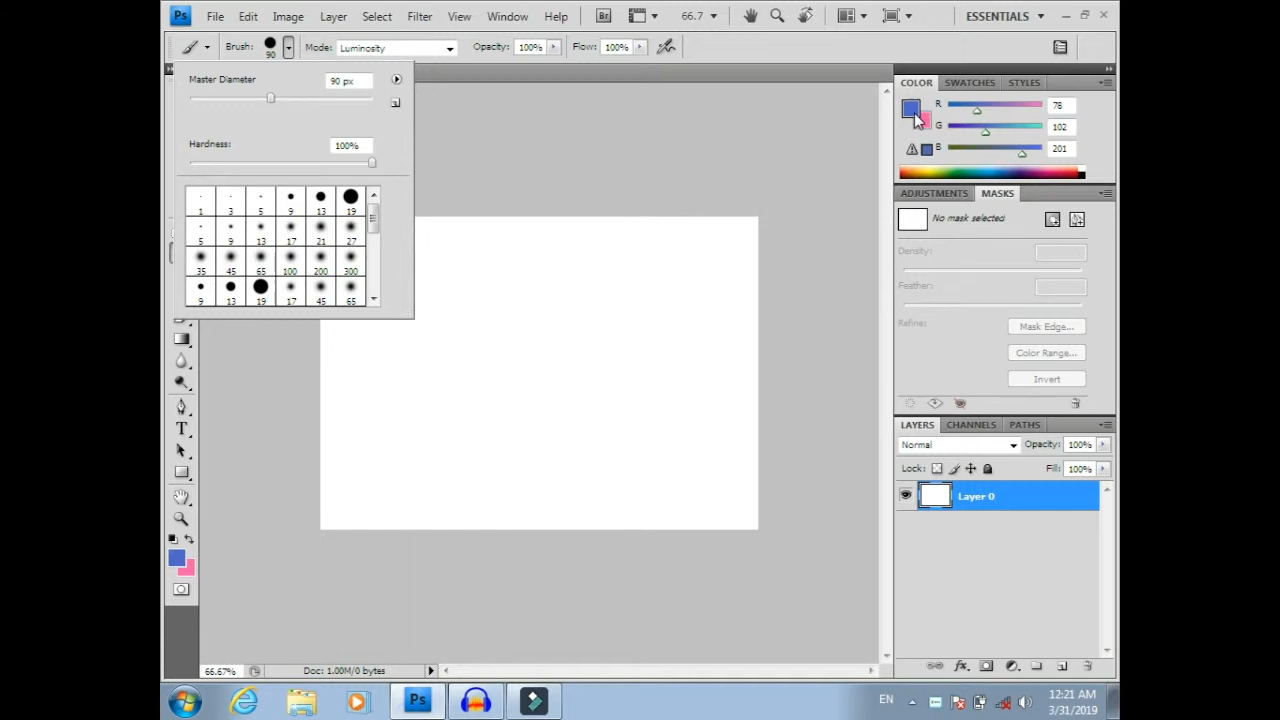 Ps File Edit Image Layer Select Filter View Window Help Br 66.7 ESSENTIALS
Brush: 90 Mode: Luminosity Opacity: 100% Flow: 100%
Master Diameter 90 px
Hardness: 100%
1 3 5 9 13 19
5 9 13 17 21 27
35 45 65 100 200 300
9 13 19 17 45 65
COLOR SWATCHES STYLES
R 78
G 102
B 201
ADJUSTMENTS MASKS
No mask selected
Density:
Feather:
Refine: Mask Edge...
Color Range...
Invert
LAYERS CHANNELS PATHS
Normal Opacity: 100%
Lock: Fill: 100%
Layer 0
T
66.67% Doc: 1.00M/0 bytes
fx.
Ps EN 12:21 AM
3/31/2019